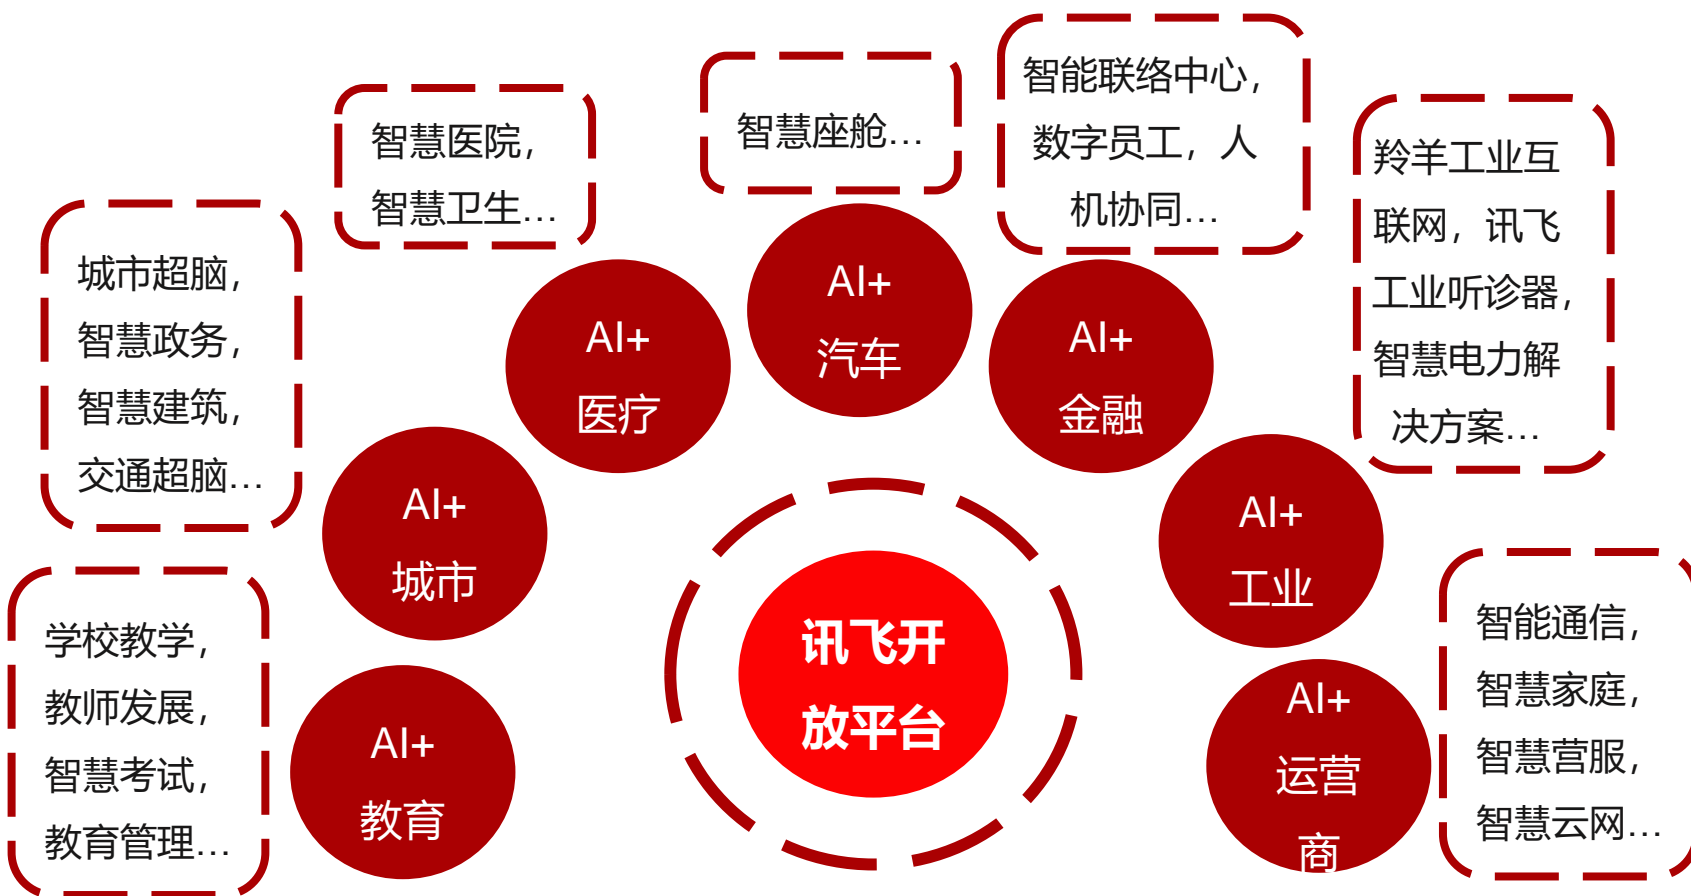 智慧医院，
智慧卫生…
智慧座舱…
智能联络中心，
数字员工，人
机协同…
羚羊工业互
联网，讯飞
工业听诊器，
智慧电力解
决方案…
城市超脑，
智慧政务，
智慧建筑，
交通超脑…
AI+
医疗
AI+
汽车
AI+
金融
AI+
城市
AI+
工业
学校教学，
教师发展，
智慧考试，
教育管理…
AI+
教育
讯飞开
放平台
AI+
运营
商
智能通信，
智慧家庭，
智慧营服，
智慧云网…